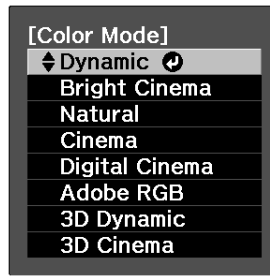 [Color Mode]
Dynamic
Bright Cinema
Natural
Cinema
Digital Cinema
Adobe RGB
3D Dynamic
3D Cinema